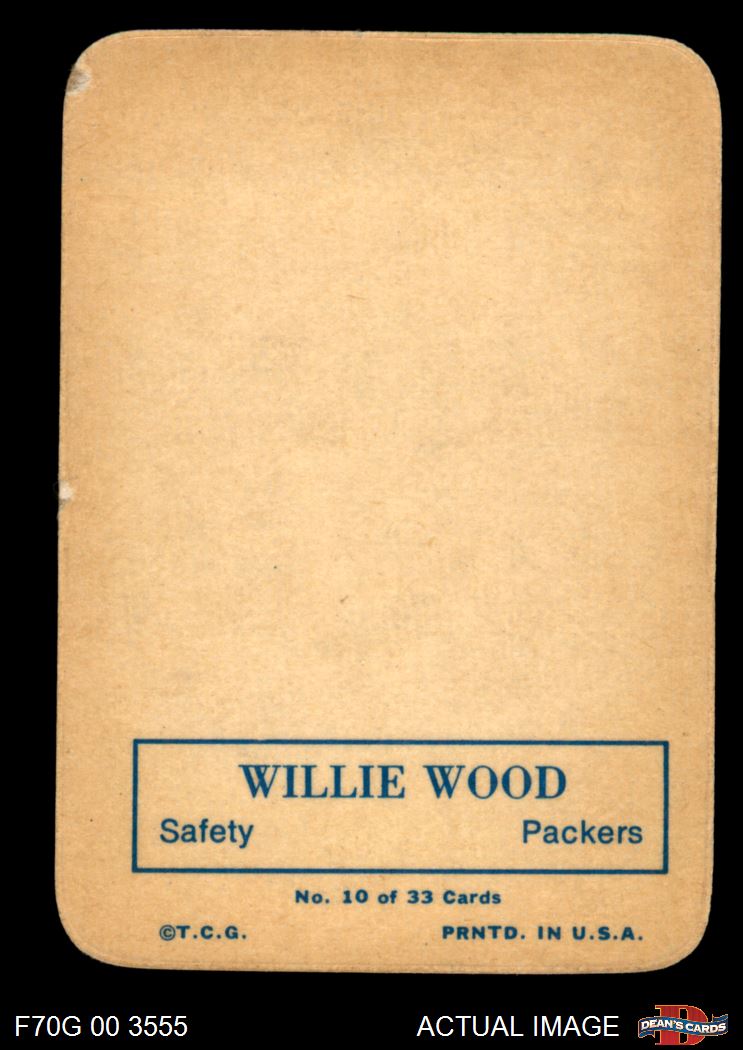 WILLIE WOOD
Safety Packers
No. 10 of 33 Cards
©T.C.G. PRNTD. IN U.S.A.
F70G 00 3555 ACTUAL IMAGE D DEAN'S CARDS